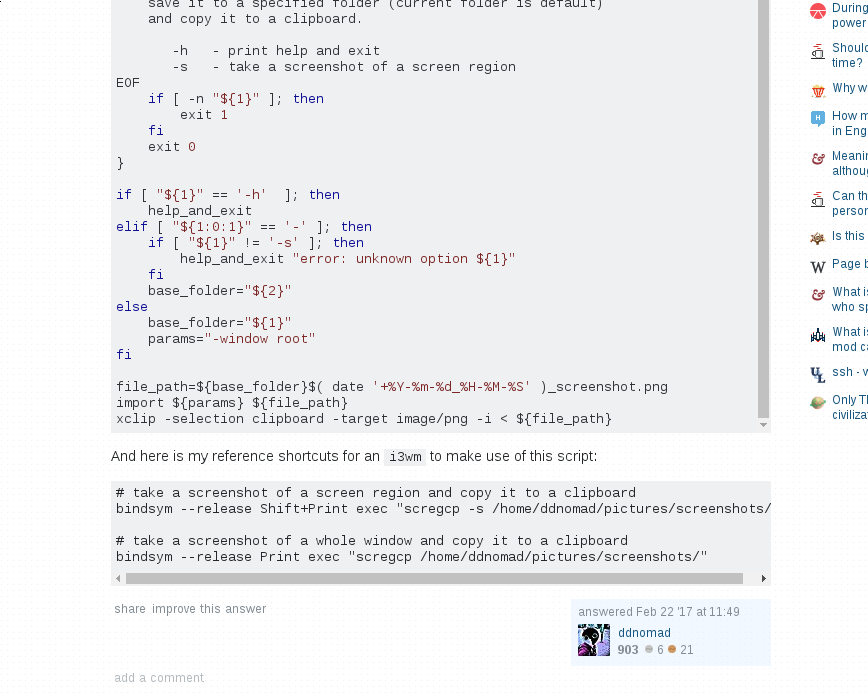 save it to a specified folder (current folder is default)
and copy it to a clipboard.
-h - print help and exit
-s - take a screenshot of a screen region
EOF
if [ -n "${1}" ]; then
exit 1
fi
exit 0
}
if [ "${1}" == '-h' ]; then
help_and_exit
elif [ "${1:0:1}" == '-' ]; then
if [ "${1}" != '-s' ]; then
help_and_exit "error: unknown option ${1}"
fi
base_folder="${2}"
else
base_folder="${1}"
params="-window root"
fi
file_path=${base_folder}$( date '+%Y-%m-%d_%H-%M-%S' )_screenshot.png
import ${params} ${file_path}
xclip -selection clipboard -target image/png -i < ${file_path}
And here is my reference shortcuts for an i3wm to make use of this script:
# take a screenshot of a screen region and copy it to a clipboard
bindsym --release Shift+Print exec "scregcp -s /home/ddnomad/pictures/screenshots/
# take a screenshot of a whole window and copy it to a clipboard
bindsym --release Print exec "scregcp /home/ddnomad/pictures/screenshots/"
share improve this answer
answered Feb 22 '17 at 11:49
ddnomad
903 6 21
add a comment
During
power
Should
time?
Why w
How m
in Eng
Meanin
althoug
Can th
person
Is this
Page b
What is
who sp
What is
mod ca
ssh - w
Only Th
civiliza